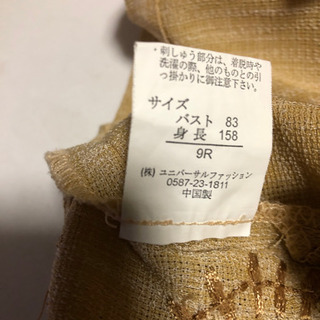 ・刺しゅう部分は、着脱時や
洗濯の際、他のものとの引
っ掛かりに御注意下さい。
サイズ
バスト 83
身長 158
9R
(株) ユニバーサルファッション
0587-23-1811
中国製